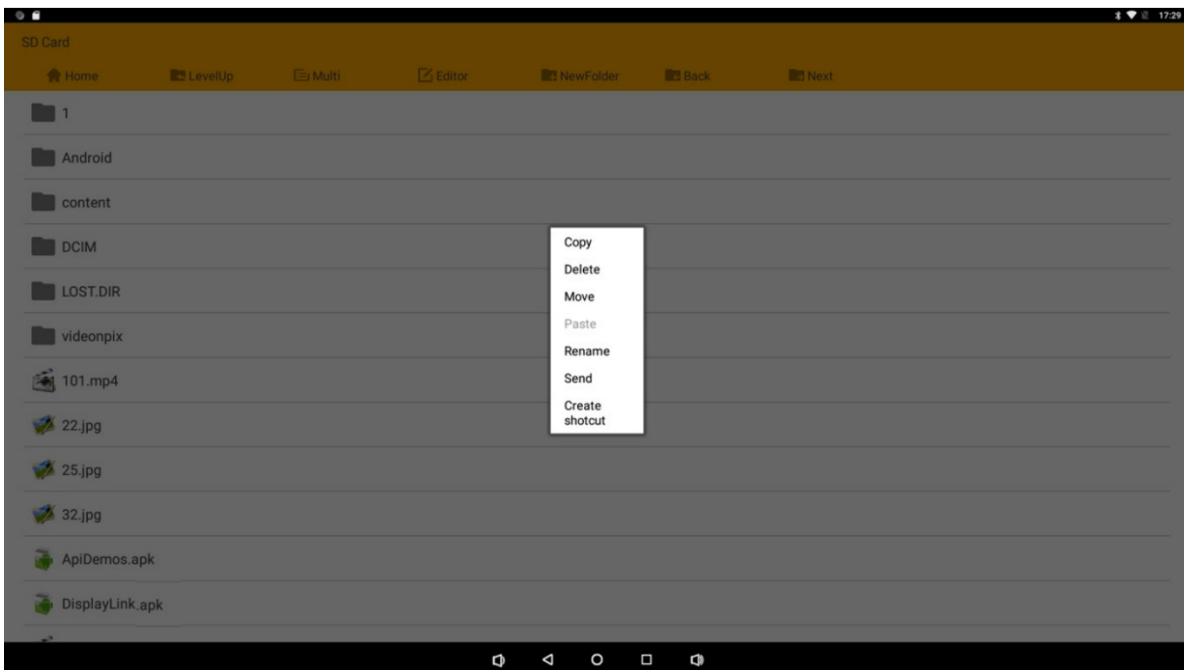 17:29
SD Card
Home LevelUp Multi Editor NewFolder Back Next
1
Android
content
DCIM
LOST.DIR
videonpix
101.mp4
22.jpg
25.jpg
32.jpg
ApiDemos.apk
DisplayLink.apk
Copy
Delete
Move
Paste
Rename
Send
Create
shotcut